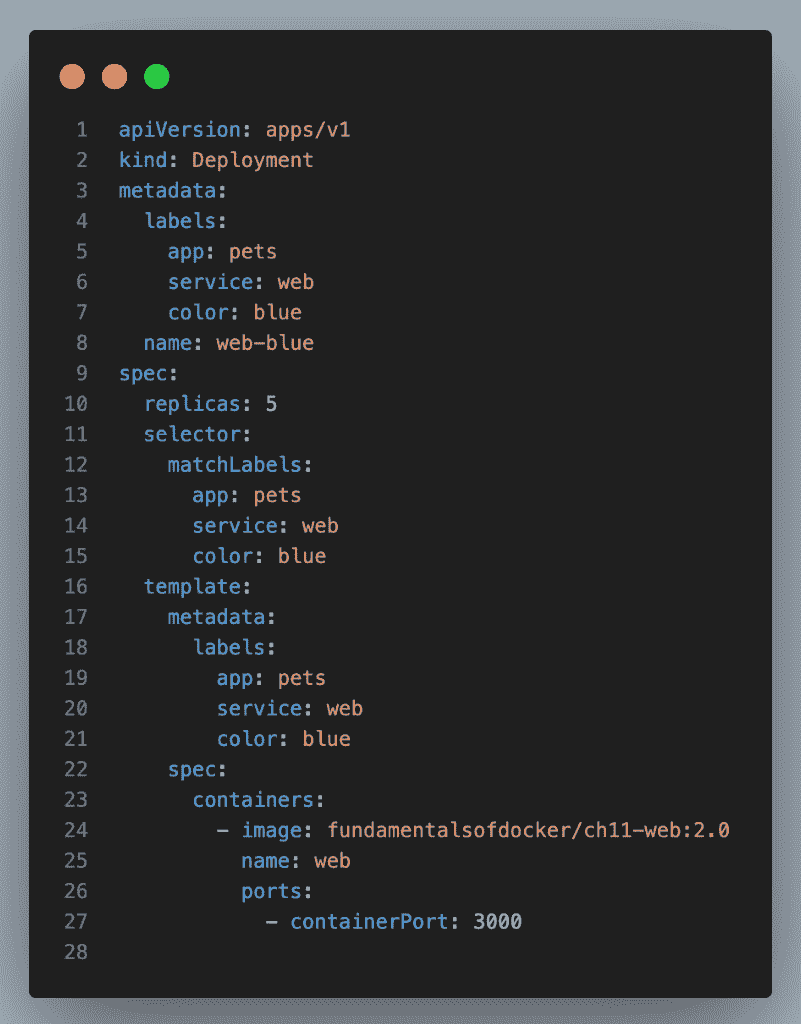 1 apiVersion: apps/v1
2 kind: Deployment
3 metadata:
4   labels:
5     app: pets
6     service: web
7     color: blue
8   name: web-blue
9 spec:
10   replicas: 5
11   selector:
12     matchLabels:
13       app: pets
14       service: web
15       color: blue
16   template:
17     metadata:
18       labels:
19         app: pets
20         service: web
21         color: blue
22     spec:
23       containers:
24         - image: fundamentalsofdocker/ch11-web:2.0
25           name: web
26           ports:
27             - containerPort: 3000
28